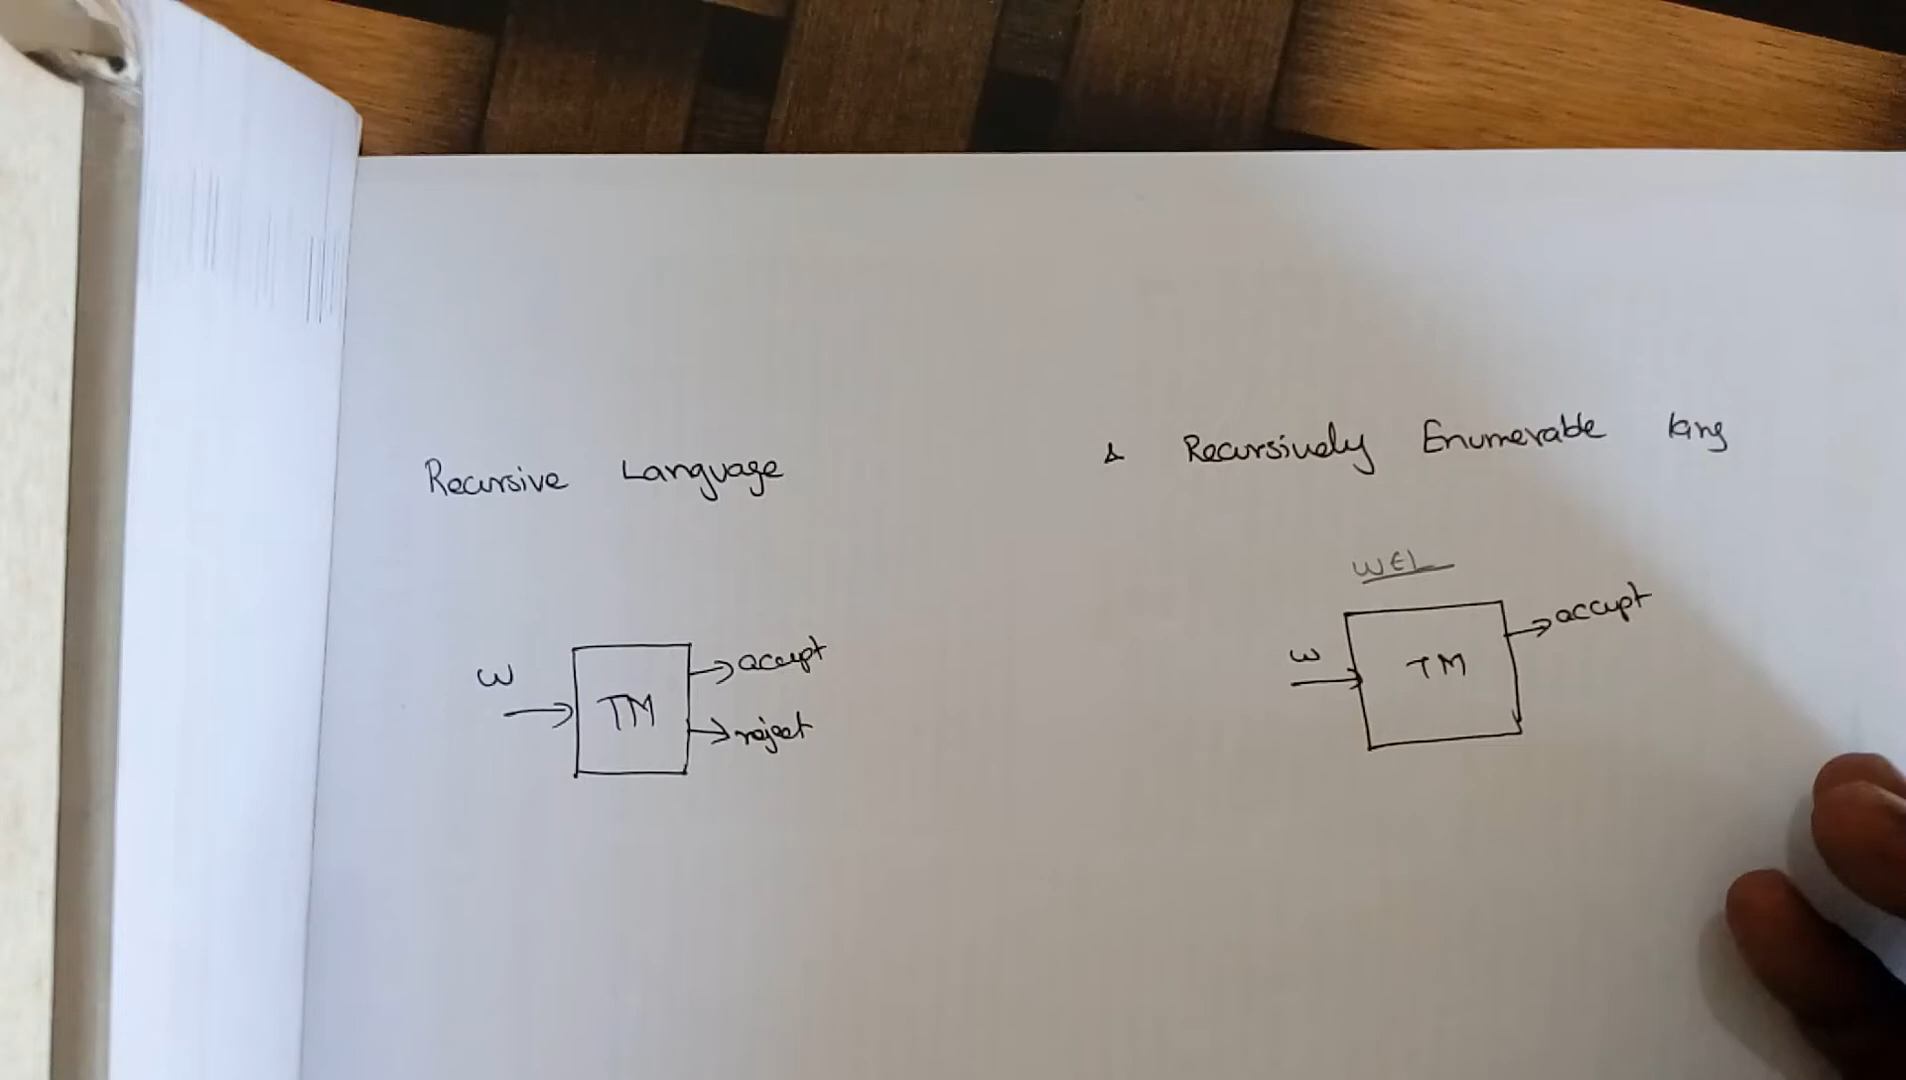 Recursive Language & Recursively Enumerable lang
w∈L
w TM accept reject
w TM accept